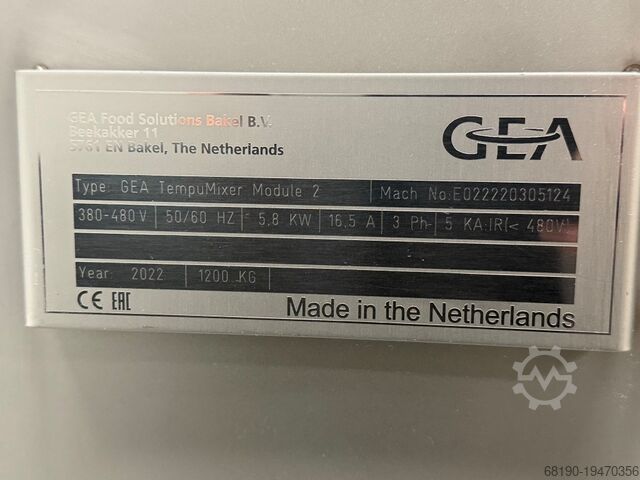 GEA Food Solutions Bakel B.V.
Beekakker 11
5761 EN Bakel, The Netherlands
GEA
Type: GEA TempuMixer Module 2 Mach No:E022220305124
380-480V 50/60 HZ 5,8 KW 16,5 A 3 Ph~ 5 KA:IR(< 480V)
Year: 2022 1200 KG
CE EAC Made in the Netherlands
68190-19470356